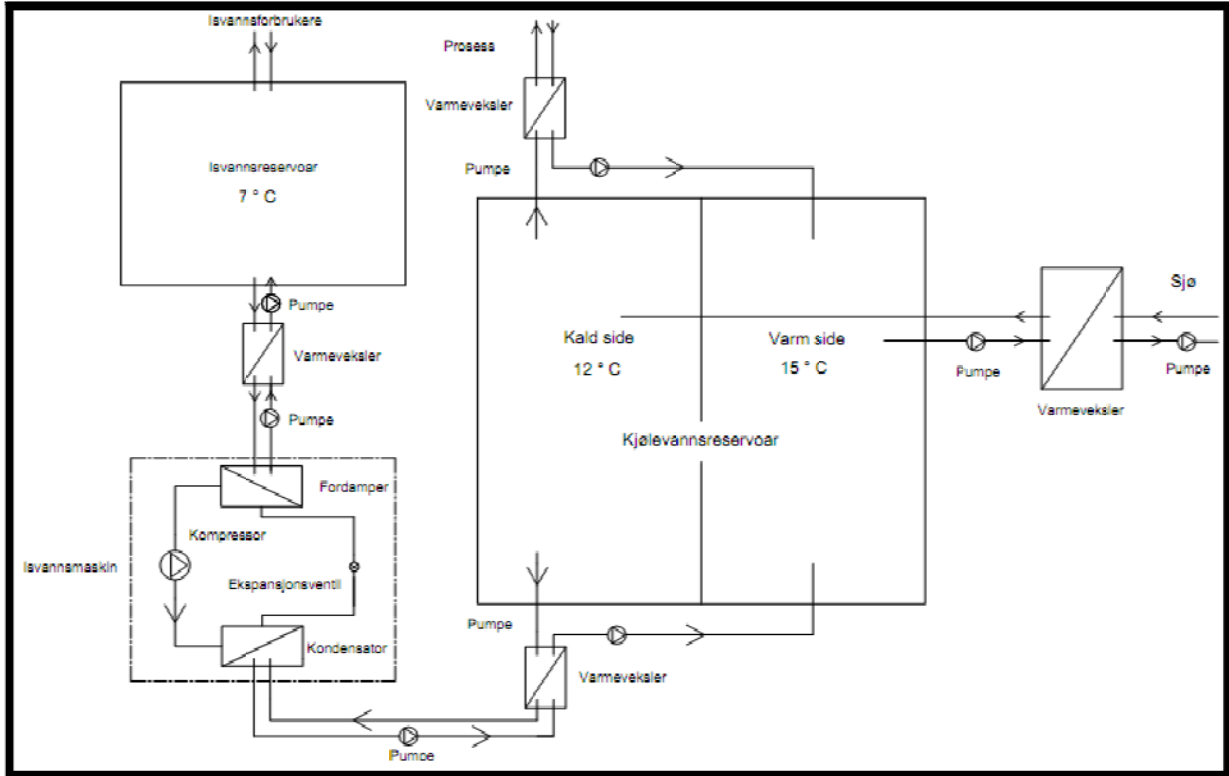 Isvannsforbrukere
Isvannsreservoar
7 ° C
Pumpe
Varmeveksler
Pumpe
Fordamper
Kompressor
Isvannsmaskin
Ekspansjonsventil
Kondensator
Pumpe
Prosess
Varmeveksler
Pumpe
Kald side
12 ° C
Varm side
15 ° C
Kjølevannsreservoar
Pumpe
Varmeveksler
Sjø
Pumpe
Pumpe
Varmeveksler